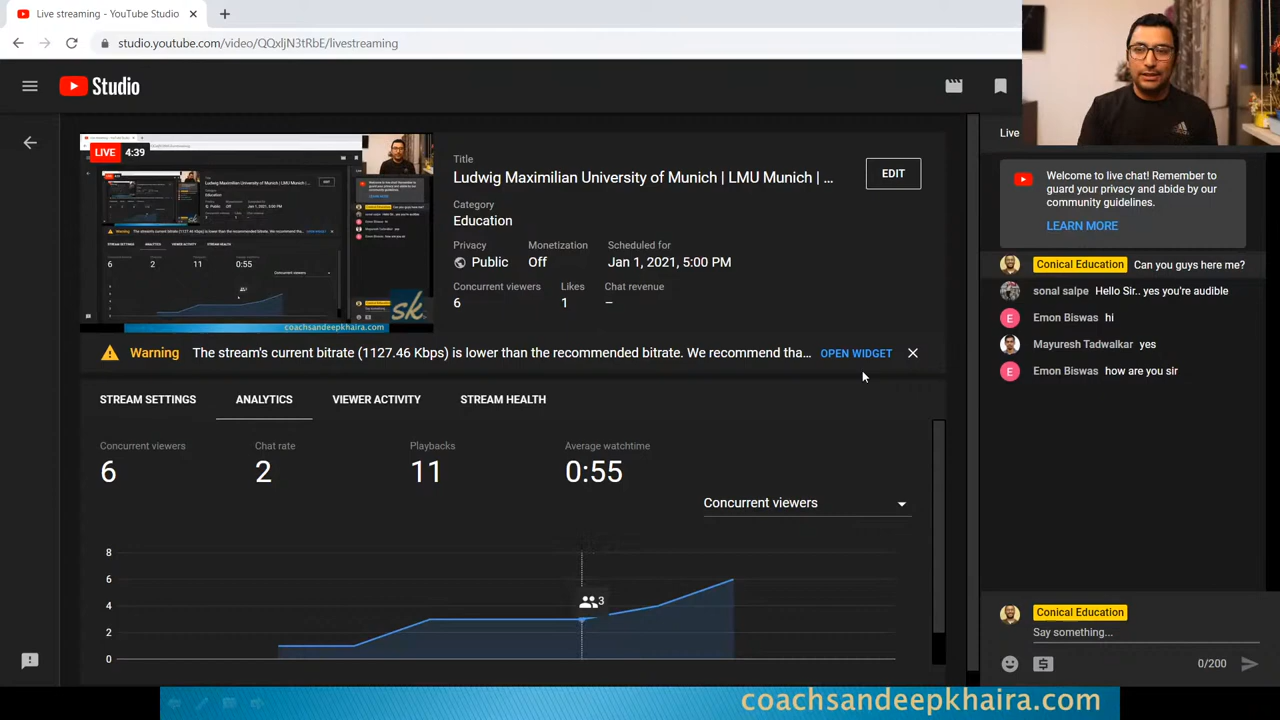 Live streaming - YouTube Studio
studio.youtube.com/video/QQxljN3tRbE/livestreaming
Studio
LIVE 4:39
Title
Ludwig Maximilian University of Munich | LMU Munich | ...
EDIT
Category
Education
Privacy Monetization Scheduled for
Public Off Jan 1, 2021, 5:00 PM
Concurrent viewers Likes Chat revenue
6 1 –
sk
coachsandeepkhaira.com
Warning The stream's current bitrate (1127.46 Kbps) is lower than the recommended bitrate. We recommend tha... OPEN WIDGET
STREAM SETTINGS ANALYTICS VIEWER ACTIVITY STREAM HEALTH
Concurrent viewers Chat rate Playbacks Average watchtime
6 2 11 0:55
Concurrent viewers
8
6
4
2
0
3
Live
Welcome to live chat! Remember to
guard your privacy and abide by our
community guidelines.
LEARN MORE
Conical Education Can you guys here me?
sonal salpe Hello Sir.. yes you're audible
E Emon Biswas hi
Mayuresh Tadwalkar yes
E Emon Biswas how are you sir
Conical Education
Say something...
0/200
adidas
coachsandeepkhaira.com